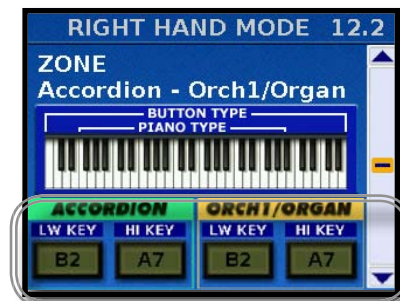 RIGHT HAND MODE 12.2
ZONE
Accordion - Orch1/Organ
BUTTON TYPE
PIANO TYPE
ACCORDION ORCH1/ORGAN
LW KEY HI KEY LW KEY HI KEY
B2 A7 B2 A7